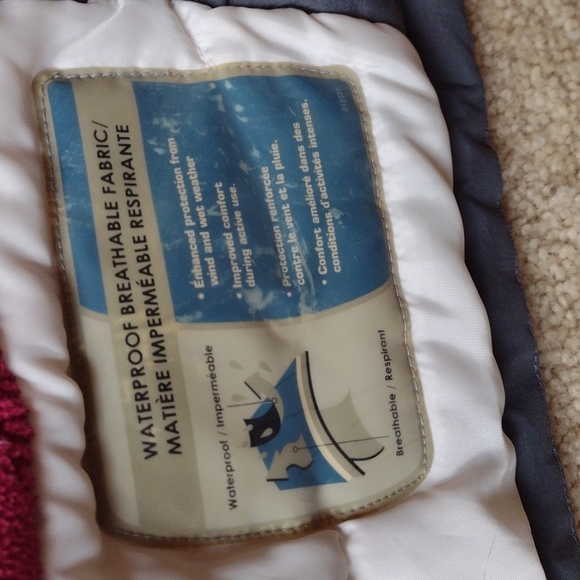 WATERPROOF BREATHABLE FABRIC/
MATIÈRE IMPERMÉABLE RESPIRANTE
• Enhanced protection from
wind and wet weather
• Improved comfort
during active use.
• Protection renforcée
contre le vent et la pluie.
• Confort amélioré dans des
conditions d'activités intenses.
Waterproof / Imperméable
Breathable / Respirant